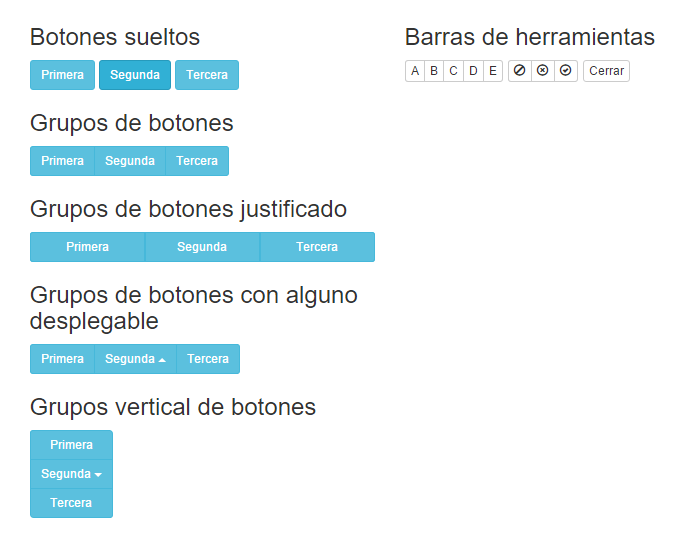 Botones sueltos
Primera Segunda Tercera
Grupos de botones
Primera Segunda Tercera
Grupos de botones justificado
Primera Segunda Tercera
Grupos de botones con alguno
desplegable
Primera Segunda Tercera
Grupos vertical de botones
Primera
Segunda
Tercera
Barras de herramientas
A B C D E Cerrar